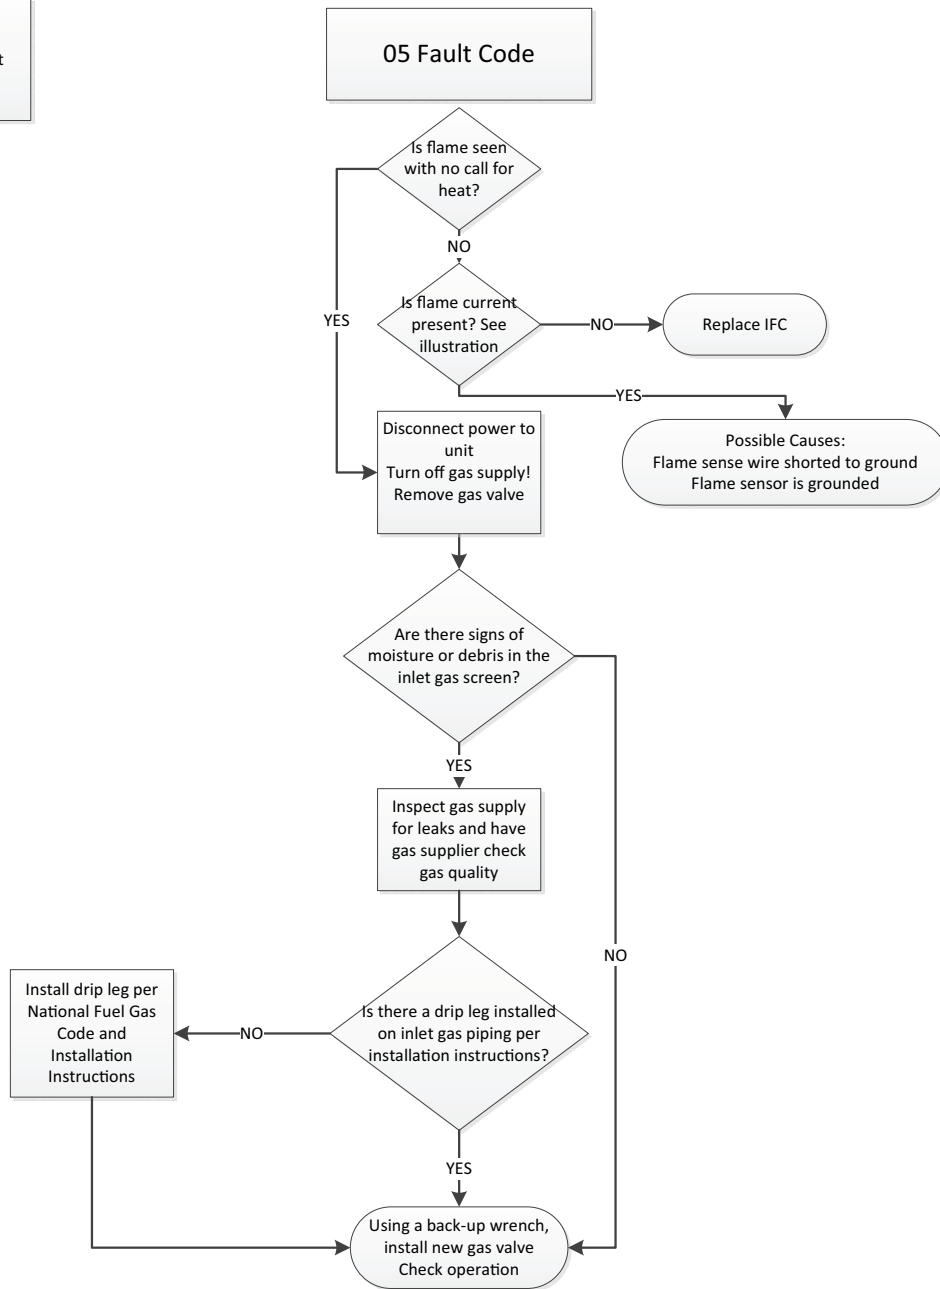 t
05 Fault Code
Is flame seen
with no call for
heat?
NO
YES
Is flame current
present? See
illustration
NO
Replace IFC
YES
Possible Causes:
Flame sense wire shorted to ground
Flame sensor is grounded
Disconnect power to
unit
Turn off gas supply!
Remove gas valve
Are there signs of
moisture or debris in the
inlet gas screen?
YES
Inspect gas supply
for leaks and have
gas supplier check
gas quality
NO
Is there a drip leg installed
on inlet gas piping per
installation instructions?
NO
Install drip leg per
National Fuel Gas
Code and
Installation
Instructions
YES
Using a back-up wrench,
install new gas valve
Check operation